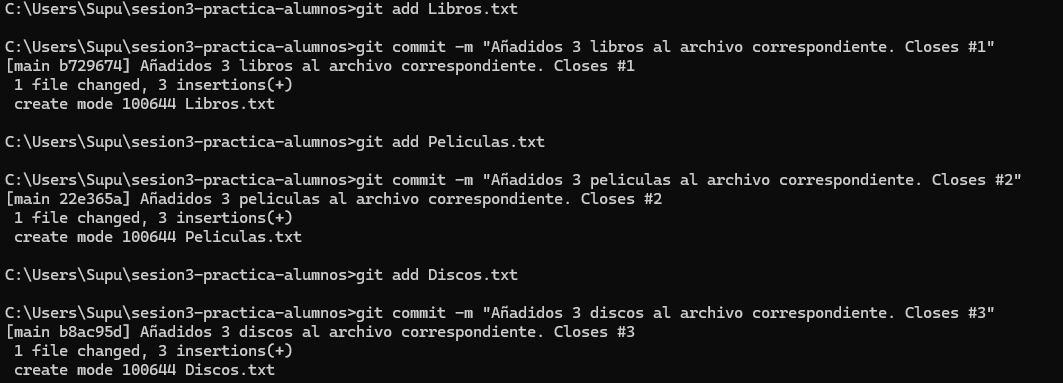 C:\Users\Supu\sesion3-practica-alumnos>git add Libros.txt
C:\Users\Supu\sesion3-practica-alumnos>git commit -m "Añadidos 3 libros al archivo correspondiente. Closes #1"
[main b729674] Añadidos 3 libros al archivo correspondiente. Closes #1
 1 file changed, 3 insertions(+)
 create mode 100644 Libros.txt
C:\Users\Supu\sesion3-practica-alumnos>git add Peliculas.txt
C:\Users\Supu\sesion3-practica-alumnos>git commit -m "Añadidos 3 peliculas al archivo correspondiente. Closes #2"
[main 22e365a] Añadidos 3 peliculas al archivo correspondiente. Closes #2
 1 file changed, 3 insertions(+)
 create mode 100644 Peliculas.txt
C:\Users\Supu\sesion3-practica-alumnos>git add Discos.txt
C:\Users\Supu\sesion3-practica-alumnos>git commit -m "Añadidos 3 discos al archivo correspondiente. Closes #3"
[main b8ac95d] Añadidos 3 discos al archivo correspondiente. Closes #3
 1 file changed, 3 insertions(+)
 create mode 100644 Discos.txt